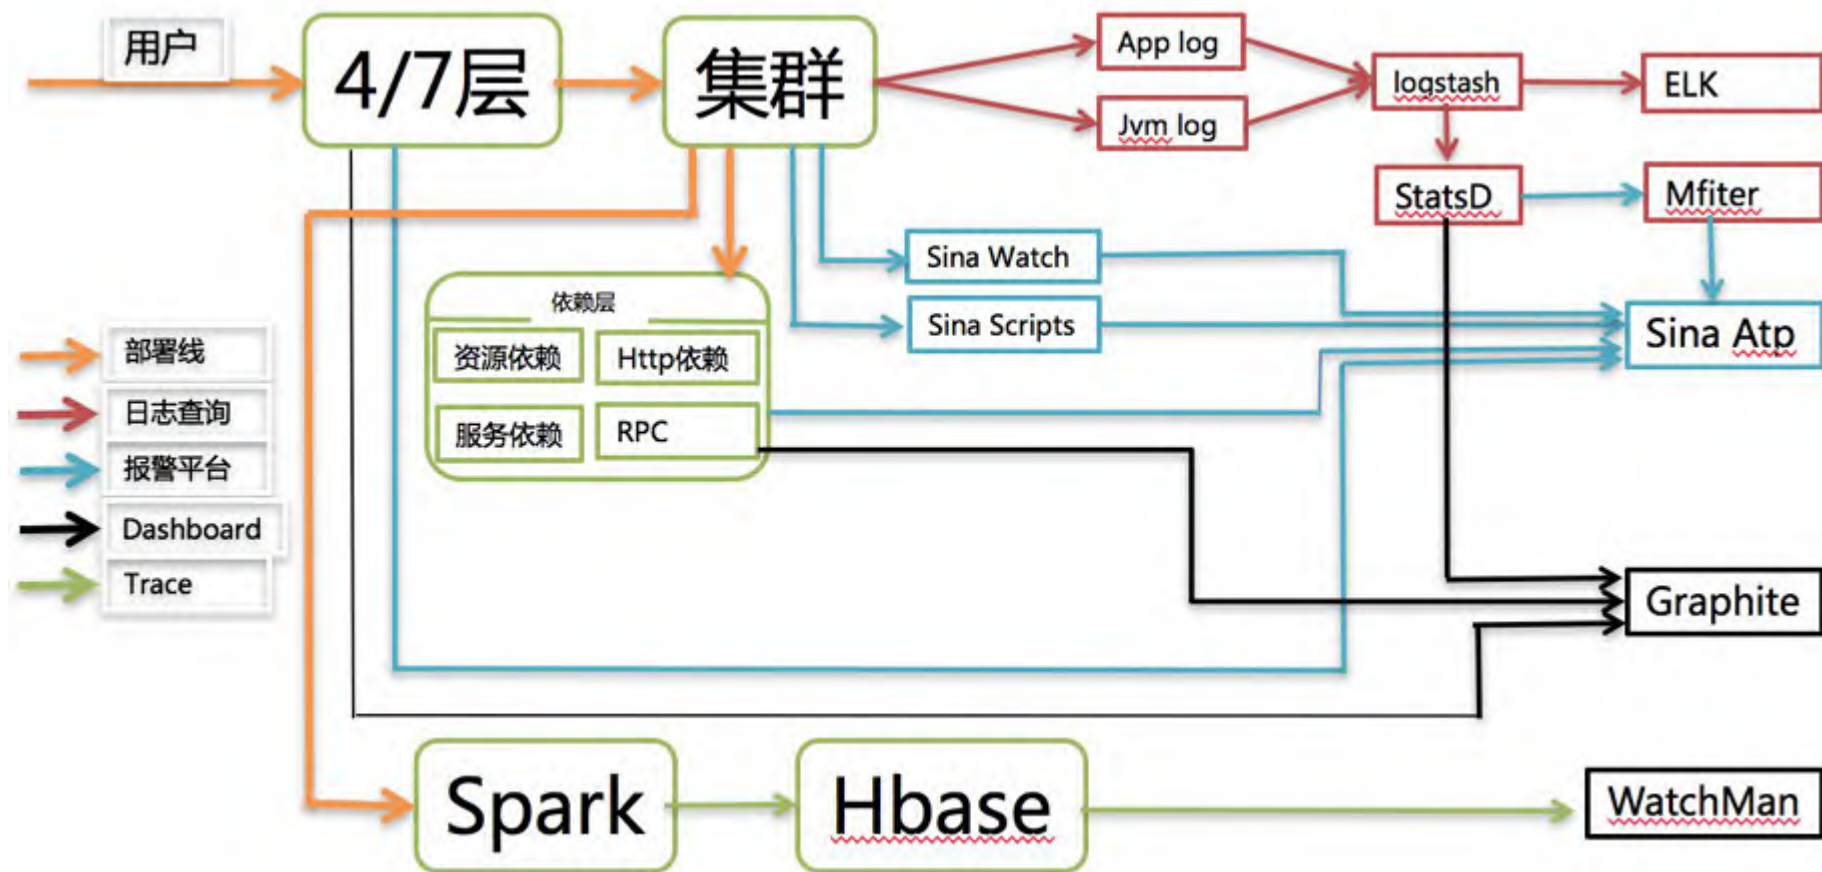 用户
4/7层
集群
App log
Jvm log
logstash
ELK
StatsD
Mfiter
Sina Watch
Sina Scripts
Sina Atp
依赖层
资源依赖
Http依赖
服务依赖
RPC
部署线
日志查询
报警平台
Dashboard
Trace
Graphite
Spark
Hbase
WatchMan